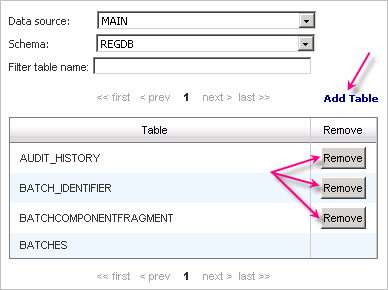 Data source: MAIN
Schema: REGDB
Filter table name:
<< first < prev 1 next > last >>
Add Table
Table Remove
AUDIT_HISTORY Remove
BATCH_IDENTIFIER Remove
BATCHCOMPONENTFRAGMENT Remove
BATCHES
<< first < prev 1 next > last >>